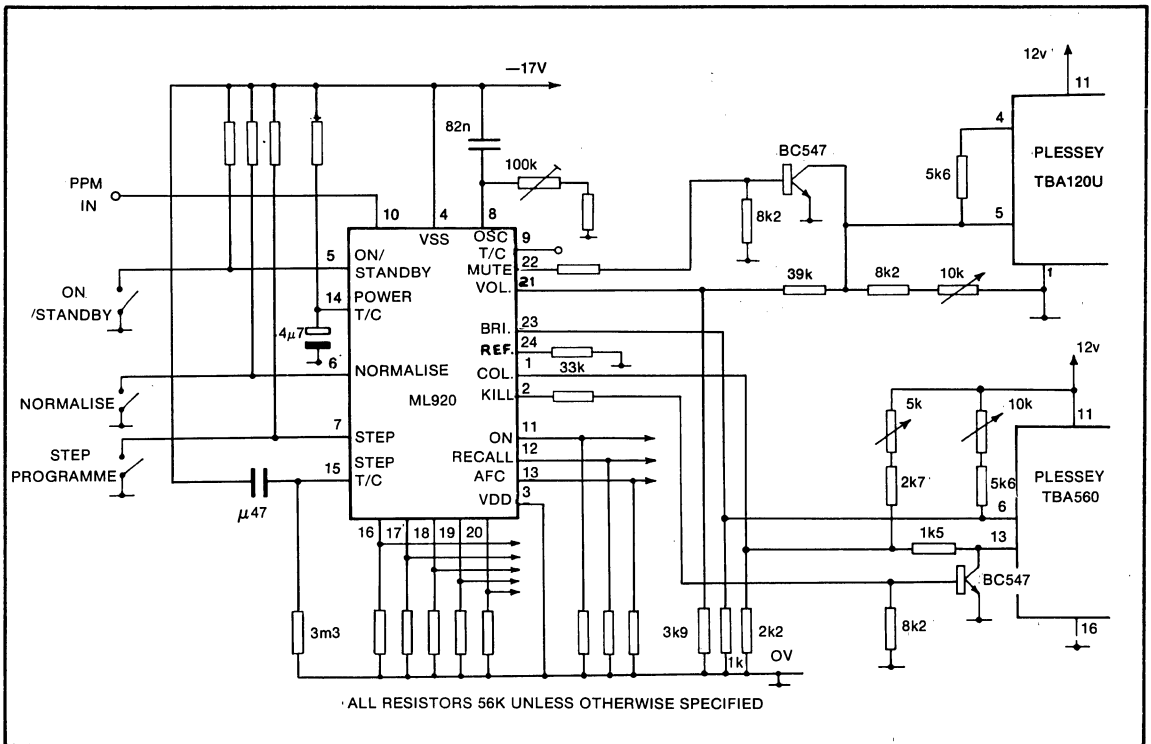 —17V
12v
11
82n
4
PLESSEY
TBA120U
BC547
5k6
100k
PPM
IN
8k2
5
10
4
8
VSS
OSC
9
T/C
5
ON/
STANDBY
22
MUTE
21
VOL.
39k
8k2
10k
1
ON
/STANDBY
14
POWER
T/C
4μ7
23
BRI.
24
REF.
33k
12v
6
NORMALISE
1
COL.
ML920
2
KILL
5k
10k
11
NORMALISE
7
STEP
11
ON
12
RECALL
PLESSEY
TBA560
STEP
PROGRAMME
15
STEP
T/C
13
AFC
2k7
5k6
6
3
VDD
μ47
1k5
13
16
17
18
19
20
BC547
3m3
3k9
1k
2k2
8k2
16
OV
ALL RESISTORS 56K UNLESS OTHERWISE SPECIFIED